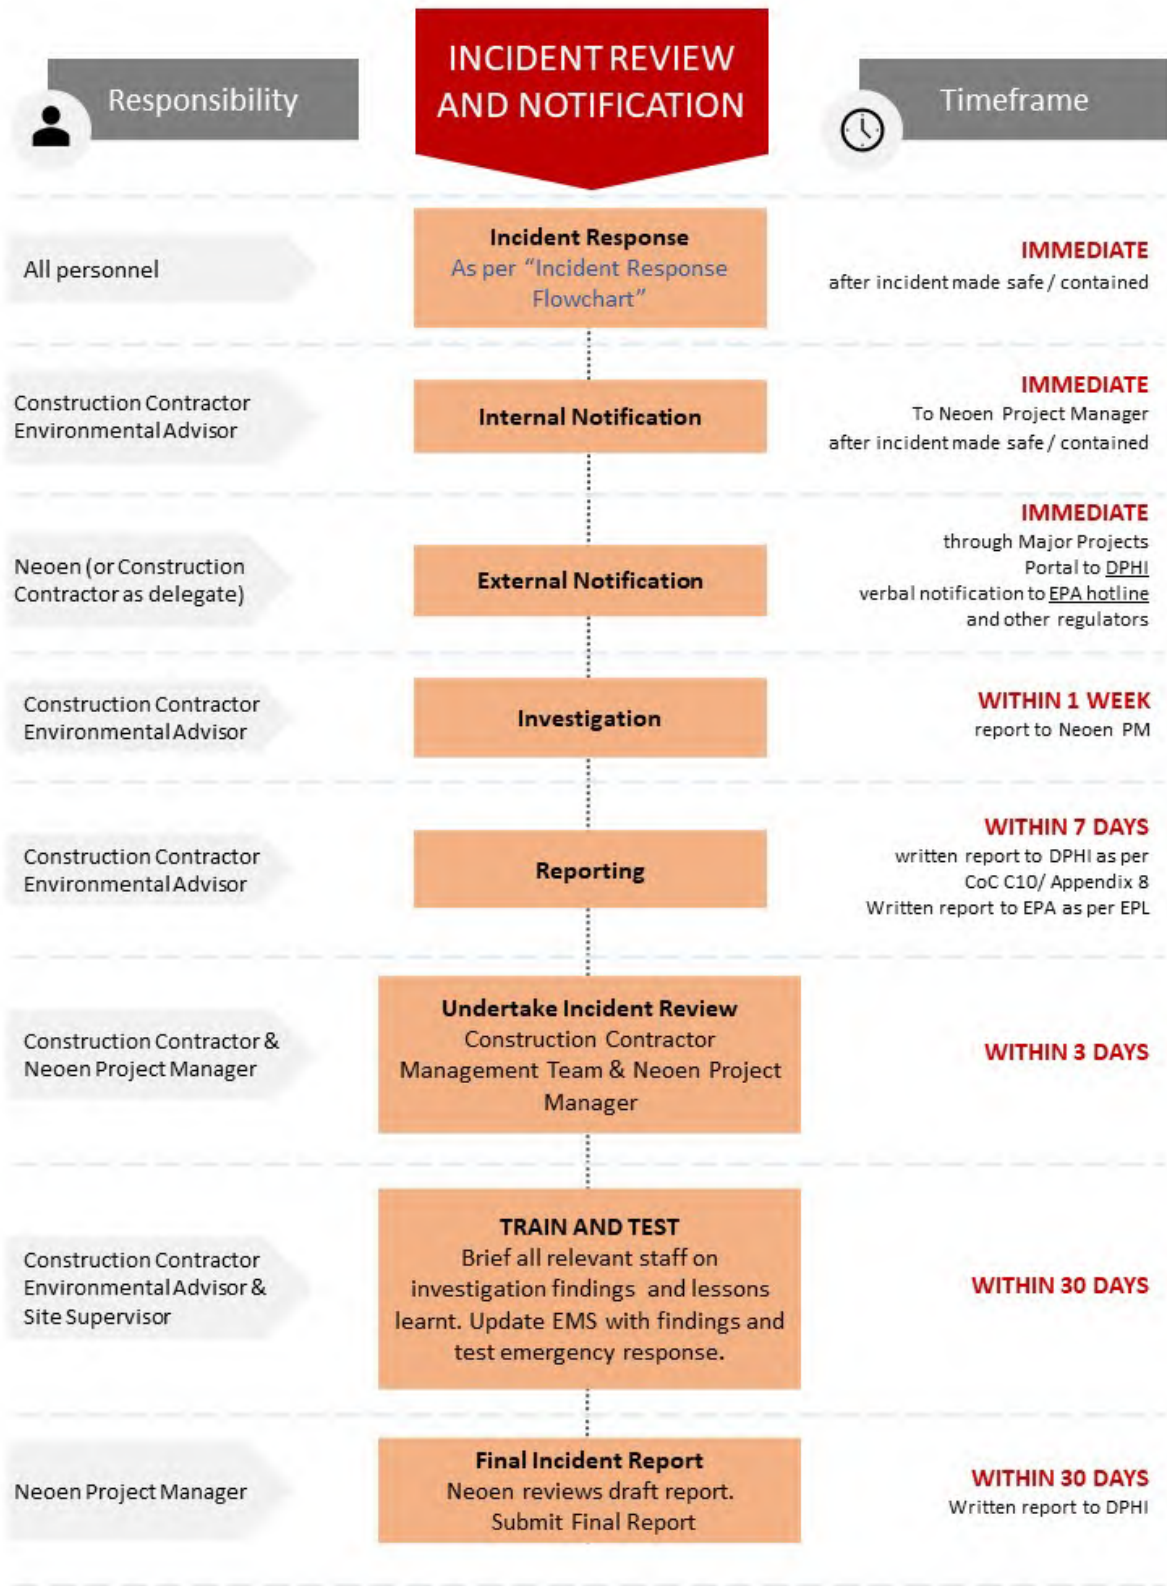 INCIDENT REVIEW
AND NOTIFICATION
Responsibility
Timeframe
All personnel
Incident Response
As per “Incident Response
Flowchart”
IMMEDIATE
after incident made safe / contained
Construction Contractor
Environmental Advisor
Internal Notification
IMMEDIATE
To Neoen Project Manager
after incident made safe / contained
Neoen (or Construction
Contractor as delegate)
External Notification
IMMEDIATE
through Major Projects
Portal to DPHI
verbal notification to EPA hotline
and other regulators
Construction Contractor
Environmental Advisor
Investigation
WITHIN 1 WEEK
report to Neoen PM
Construction Contractor
Environmental Advisor
Reporting
WITHIN 7 DAYS
written report to DPHI as per
CoC C10/ Appendix 8
Written report to EPA as per EPL
Construction Contractor &
Neoen Project Manager
Undertake Incident Review
Construction Contractor
Management Team & Neoen Project
Manager
WITHIN 3 DAYS
Construction Contractor
Environmental Advisor &
Site Supervisor
TRAIN AND TEST
Brief all relevant staff on
investigation findings and lessons
learnt. Update EMS with findings and
test emergency response.
WITHIN 30 DAYS
Neoen Project Manager
Final Incident Report
Neoen reviews draft report.
Submit Final Report
WITHIN 30 DAYS
Written report to DPHI